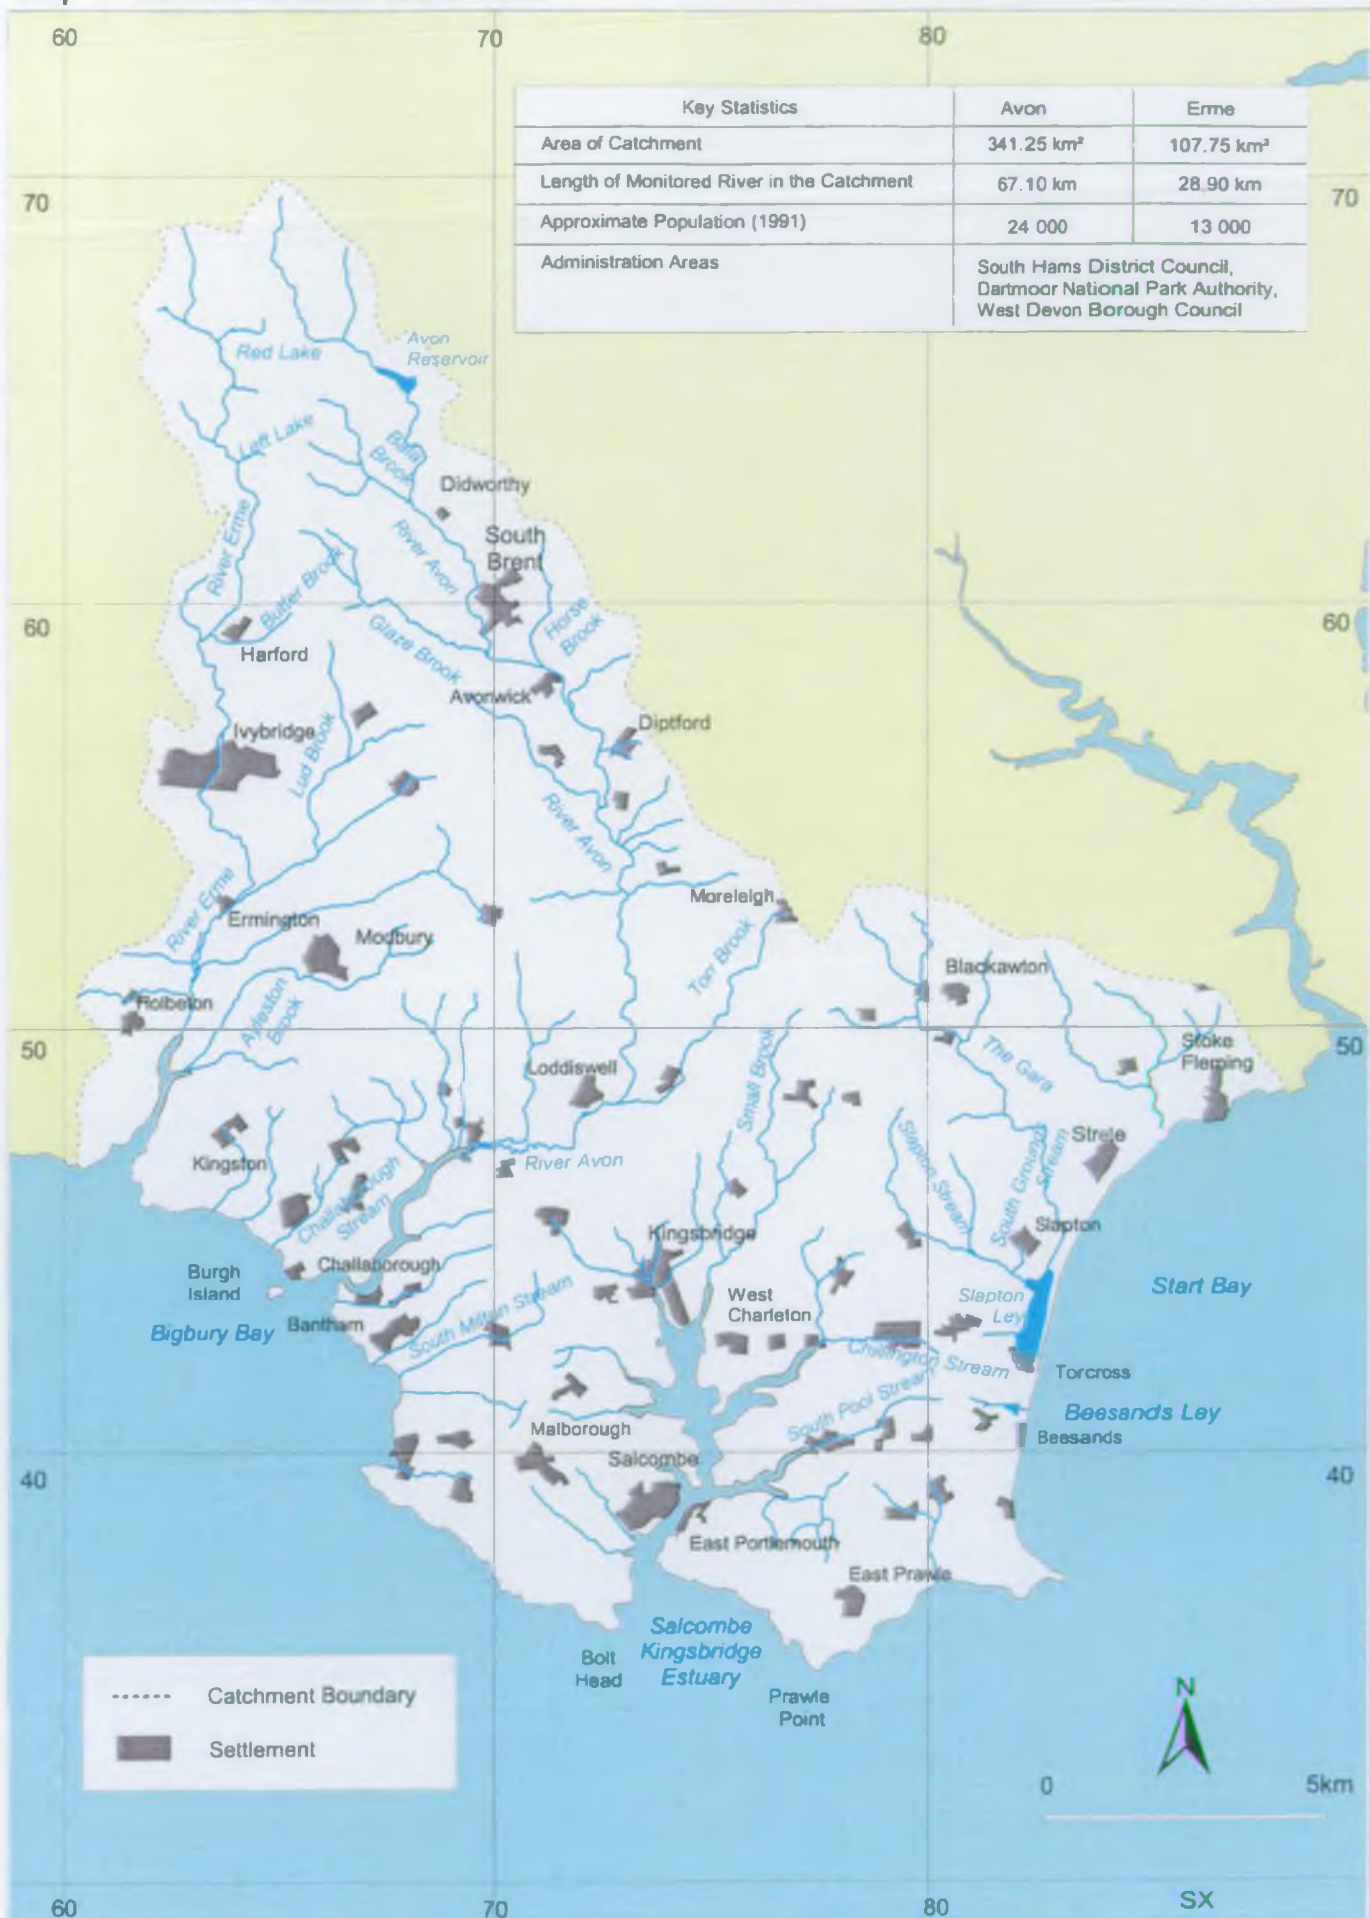 60 70 80
Key Statistics Avon Erme
Area of Catchment 341.25 km² 107.75 km²
Length of Monitored River in the Catchment 67.10 km 28.90 km
Approximate Population (1991) 24 000 13 000
Administration Areas South Hams District Council,
Dartmoor National Park Authority,
West Devon Borough Council
70 70
Red Lake
Avon
Reservoir
Left Lake
Bala
Brook
Didworthy
River Erme
River Avon
South
Brent
Butter Brook
Horse
Brook
60 60
Harford
Glaze Brook
Avonwick
Ivybridge
Lud Brook
Diptford
River Avon
River Erme
Moreleigh
Ermington
Modbury
Torr Brook
Blackawton
Holbeton
Ayleston
Brook
50 50
The Gara
Stoke
Fleming
Loddiswell
Small Brook
Slapton Stream
South Grounds
Stream
Strete
Kingston
River Avon
Challaborough
Stream
Slapton
Kingsbridge
Challaborough
Burgh
Island
West
Charleton
Slapton
Ley
Start Bay
Bigbury Bay
Bantham
South Milton Stream
Chillington Stream
Torcross
South Pool Stream
Beesands Ley
Malborough
Beesands
Salcombe
40 40
East Portlemouth
East Prawle
Salcombe
Kingsbridge
Estuary
Bolt
Head
Prawle
Point
Catchment Boundary
Settlement
N
0 5km
60 70 80
SX